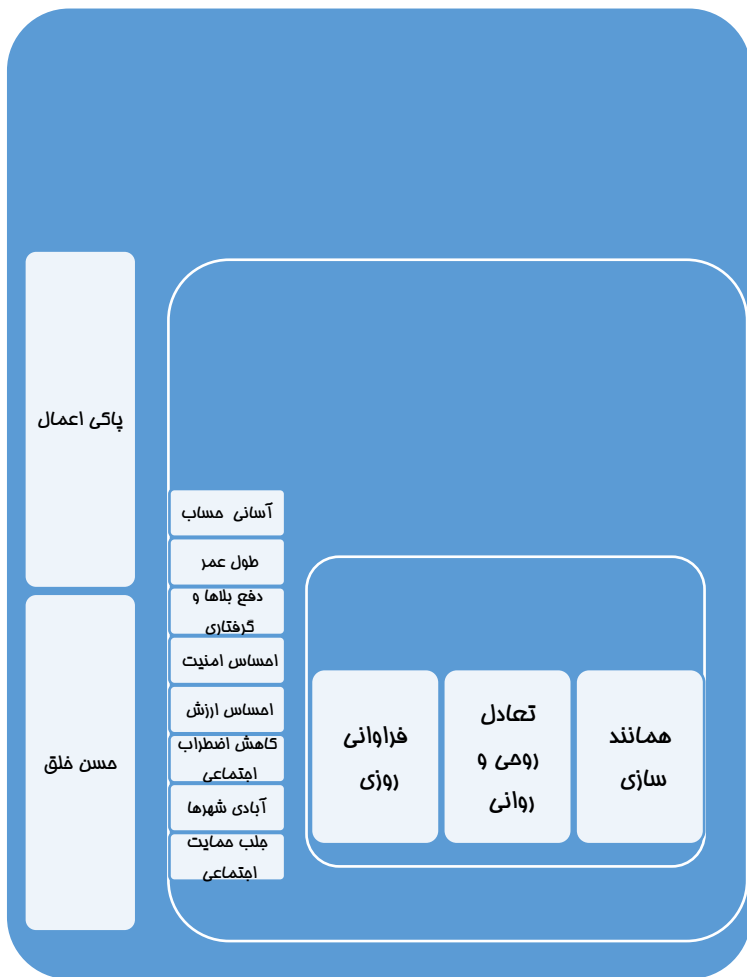 پاکی اعمال
حسن خلق
آسانی حساب
طول عمر
دفع بلاها و
گرفتاری
احساس امنیت
احساس ارزش
کاهش اضطراب
اجتماعی
آبادی شهرها
جلب حمایت
اجتماعی
فراوانی
روزی
تعادل
روحی و
روانی
همانند
سازی